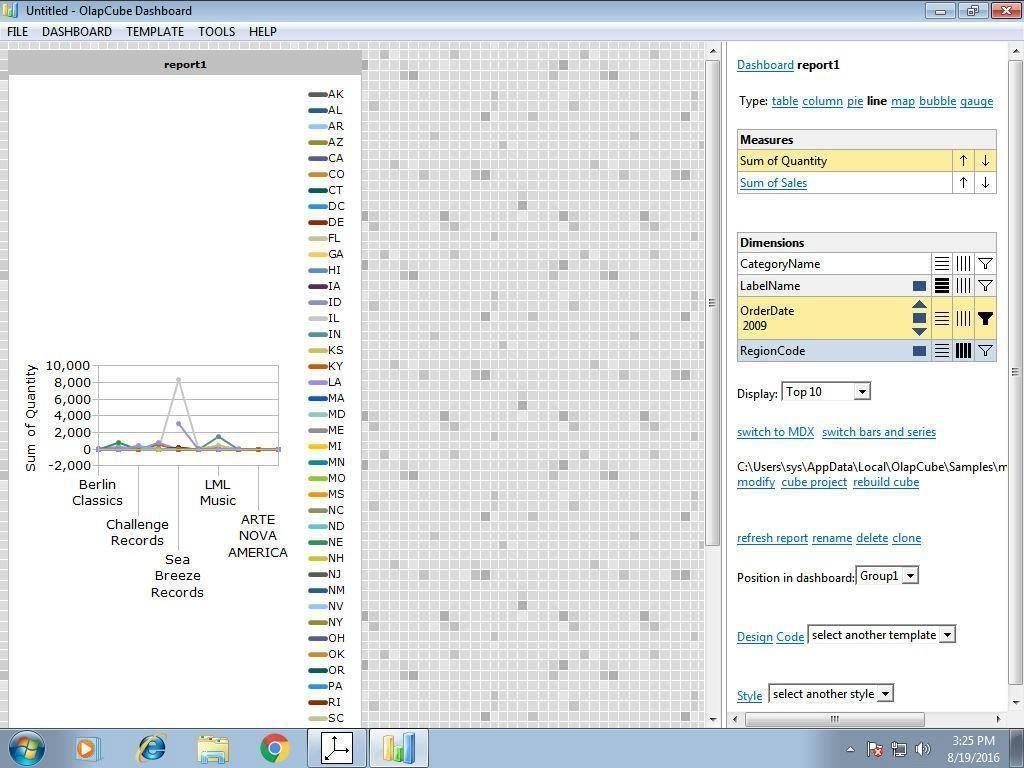 Untitled - OlapCube Dashboard
FILE DASHBOARD TEMPLATE TOOLS HELP
report1
AK
AL
AR
AZ
CA
CO
CT
DC
DE
FL
GA
HI
IA
ID
IL
IN
KS
KY
LA
MA
MD
ME
MI
MN
MO
MS
NC
ND
NE
NH
NJ
NM
NV
NY
OH
OK
OR
PA
RI
SC
Sum of Quantity
10,000
8,000
6,000
4,000
2,000
0
-2,000
Berlin
Classics
Challenge
Records
Sea
Breeze
Records
LML
Music
ARTE
NOVA
AMERICA
Dashboard report1
Type: table column pie line map bubble gauge
Measures
Sum of Quantity ↑ ↓
Sum of Sales ↑ ↓
Dimensions
CategoryName
LabelName
OrderDate
2009
RegionCode
Display: Top 10
switch to MDX switch bars and series
C:\Users\sys\AppData\Local\OlapCube\Samples\m
modify cube project rebuild cube
refresh report rename delete clone
Position in dashboard: Group1
Design Code select another template
Style select another style
3:25 PM
8/19/2016